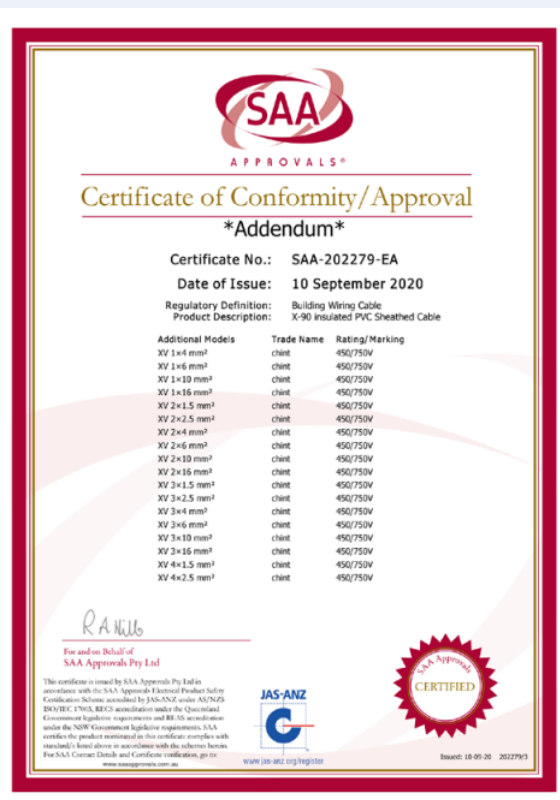 SAA
APPROVALS®
Certificate of Conformity/Approval
*Addendum*
Certificate No.: SAA-202279-EA
Date of Issue: 10 September 2020
Regulatory Definition: Building Wiring Cable
Product Description: X-90 insulated PVC Sheathed Cable
Additional Models Trade Name Rating/Marking
XV 1×4 mm² chint 450/750V
XV 1×6 mm² chint 450/750V
XV 1×10 mm² chint 450/750V
XV 1×16 mm² chint 450/750V
XV 2×1.5 mm² chint 450/750V
XV 2×2.5 mm² chint 450/750V
XV 2×4 mm² chint 450/750V
XV 2×6 mm² chint 450/750V
XV 2×10 mm² chint 450/750V
XV 2×16 mm² chint 450/750V
XV 3×1.5 mm² chint 450/750V
XV 3×2.5 mm² chint 450/750V
XV 3×4 mm² chint 450/750V
XV 3×6 mm² chint 450/750V
XV 3×10 mm² chint 450/750V
XV 3×16 mm² chint 450/750V
XV 4×1.5 mm² chint 450/750V
XV 4×2.5 mm² chint 450/750V
For and on Behalf of
SAA Approvals Pty Ltd
This certificate is issued by SAA Approvals Pty Ltd in
accordance with the SAA Approvals Electrical Product Safety
Certification Scheme accredited by JAS-ANZ under AS/NZS
ISO/IEC 17065, RECS accreditation under the Queensland
Government legislative requirements and REAS accreditation
under the NSW Government legislative requirements. SAA
certifies the product nominated in this certificate complies with
standard/s listed above in accordance with the schemes herein.
For SAA Contact Details and Certificate verification, go to:
www.saaapprovals.com.au
JAS-ANZ
www.jas-anz.org/register
SAA Approvals
CERTIFIED
Issued: 10-09-20 202279/3